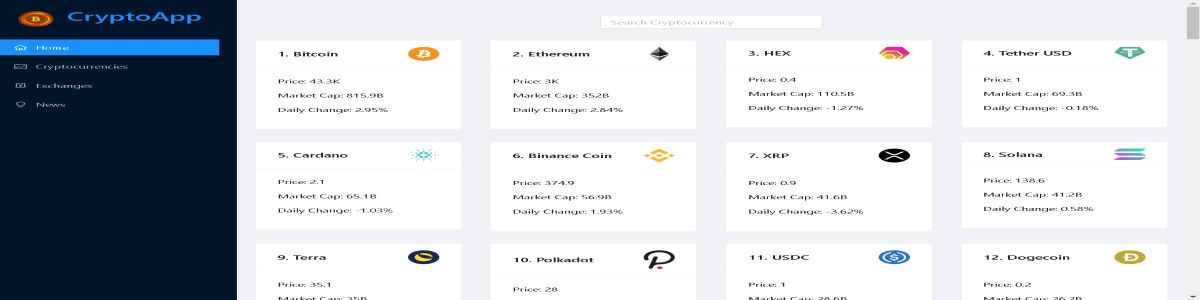 CryptoApp
Home
Cryptocurrencies
Exchanges
News
Search Cryptocurrency
1. Bitcoin
Price: 43.3K
Market Cap: 815.9B
Daily Change: 2.95%
2. Ethereum
Price: 3K
Market Cap: 352B
Daily Change: 2.84%
3. HEX
Price: 0.4
Market Cap: 110.5B
Daily Change: -1.27%
4. Tether USD
Price: 1
Market Cap: 69.3B
Daily Change: -0.18%
5. Cardano
Price: 2.1
Market Cap: 65.1B
Daily Change: -1.03%
6. Binance Coin
Price: 374.9
Market Cap: 56.9B
Daily Change: 1.93%
7. XRP
Price: 0.9
Market Cap: 41.6B
Daily Change: -3.62%
8. Solana
Price: 138.6
Market Cap: 41.2B
Daily Change: 0.58%
9. Terra
Price: 35.1
Market Cap: 35B
10. Polkadot
Price: 28
11. USDC
Price: 1
Market Cap: 28.6B
12. Dogecoin
Price: 0.2
Market Cap: 26.2B